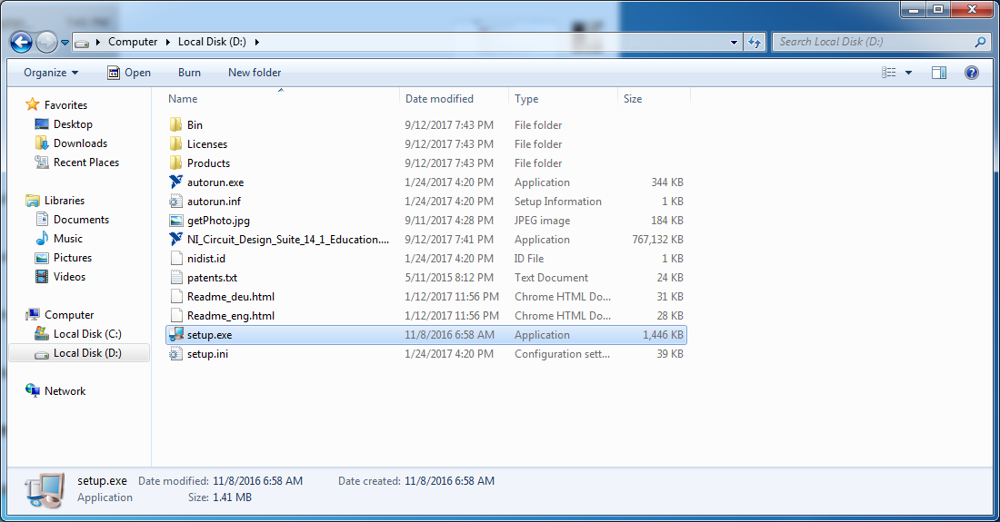 Computer Local Disk (D:) Search Local Disk (D:)
Organize Open Burn New folder
Name Date modified Type Size
Favorites
Desktop
Downloads
Recent Places
Libraries
Documents
Music
Pictures
Videos
Computer
Local Disk (C:)
Local Disk (D:)
Network
Bin 9/12/2017 7:43 PM File folder
Licenses 9/12/2017 7:43 PM File folder
Products 9/12/2017 7:43 PM File folder
autorun.exe 1/24/2017 4:20 PM Application 344 KB
autorun.inf 1/24/2017 4:20 PM Setup Information 1 KB
getPhoto.jpg 9/11/2017 4:28 PM JPEG image 184 KB
NI_Circuit_Design_Suite_14_1_Education.... 9/12/2017 7:41 PM Application 767,132 KB
nidist.id 1/24/2017 4:20 PM ID File 1 KB
patents.txt 5/11/2015 8:12 PM Text Document 24 KB
Readme_deu.html 1/12/2017 11:56 PM Chrome HTML Do... 31 KB
Readme_eng.html 1/12/2017 11:56 PM Chrome HTML Do... 28 KB
setup.exe 11/8/2016 6:58 AM Application 1,446 KB
setup.ini 1/24/2017 4:20 PM Configuration sett... 39 KB
setup.exe Date modified: 11/8/2016 6:58 AM Date created: 11/8/2016 6:58 AM
Application Size: 1.41 MB